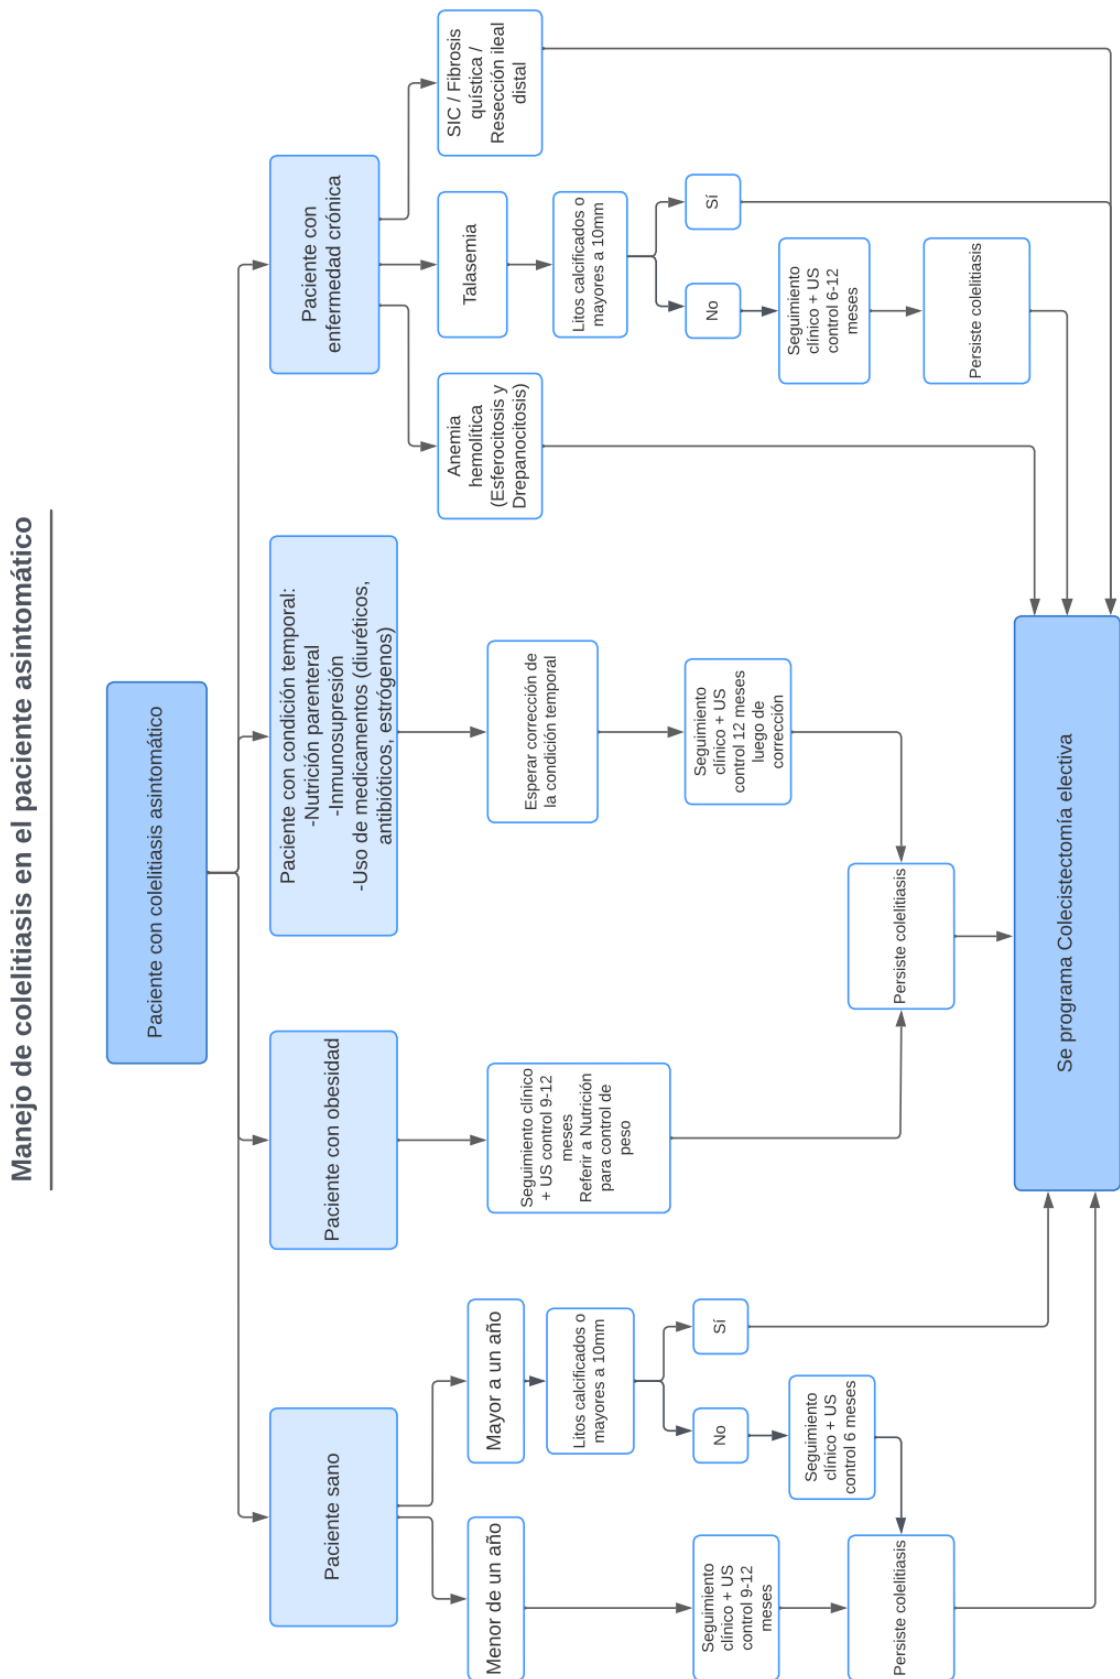 Manejo de colelitiasis en el paciente asintomático
Paciente con colelitiasis asintomático
Paciente sano
Paciente con obesidad
Paciente con condición temporal:
-Nutrición parenteral
-Inmunosupresión
-Uso de medicamentos (diuréticos,
antibióticos, estrógenos)
Paciente con
enfermedad crónica
Menor de un año
Mayor a un año
Seguimiento clínico
+ US control 9-12
meses
Referir a Nutrición
para control de
peso
Esperar corrección de
la condición temporal
Anemia
hemolítica
(Esferocitosis y
Drepanocitosis)
Talasemia
SIC / Fibrosis
quística /
Resección ileal
distal
Litos calcificados o
mayores a 10mm
Litos calcificados o
mayores a 10mm
Seguimiento
clínico + US
control 9-12
meses
No
Sí
Seguimiento
clínico + US
control 12 meses
luego de
corrección
No
Sí
Seguimiento
clínico + US
control 6 meses
Seguimiento
clínico + US
control 6-12
meses
Persiste colelitiasis
Persiste colelitiasis
Persiste colelitiasis
Se programa Colecistectomía electiva